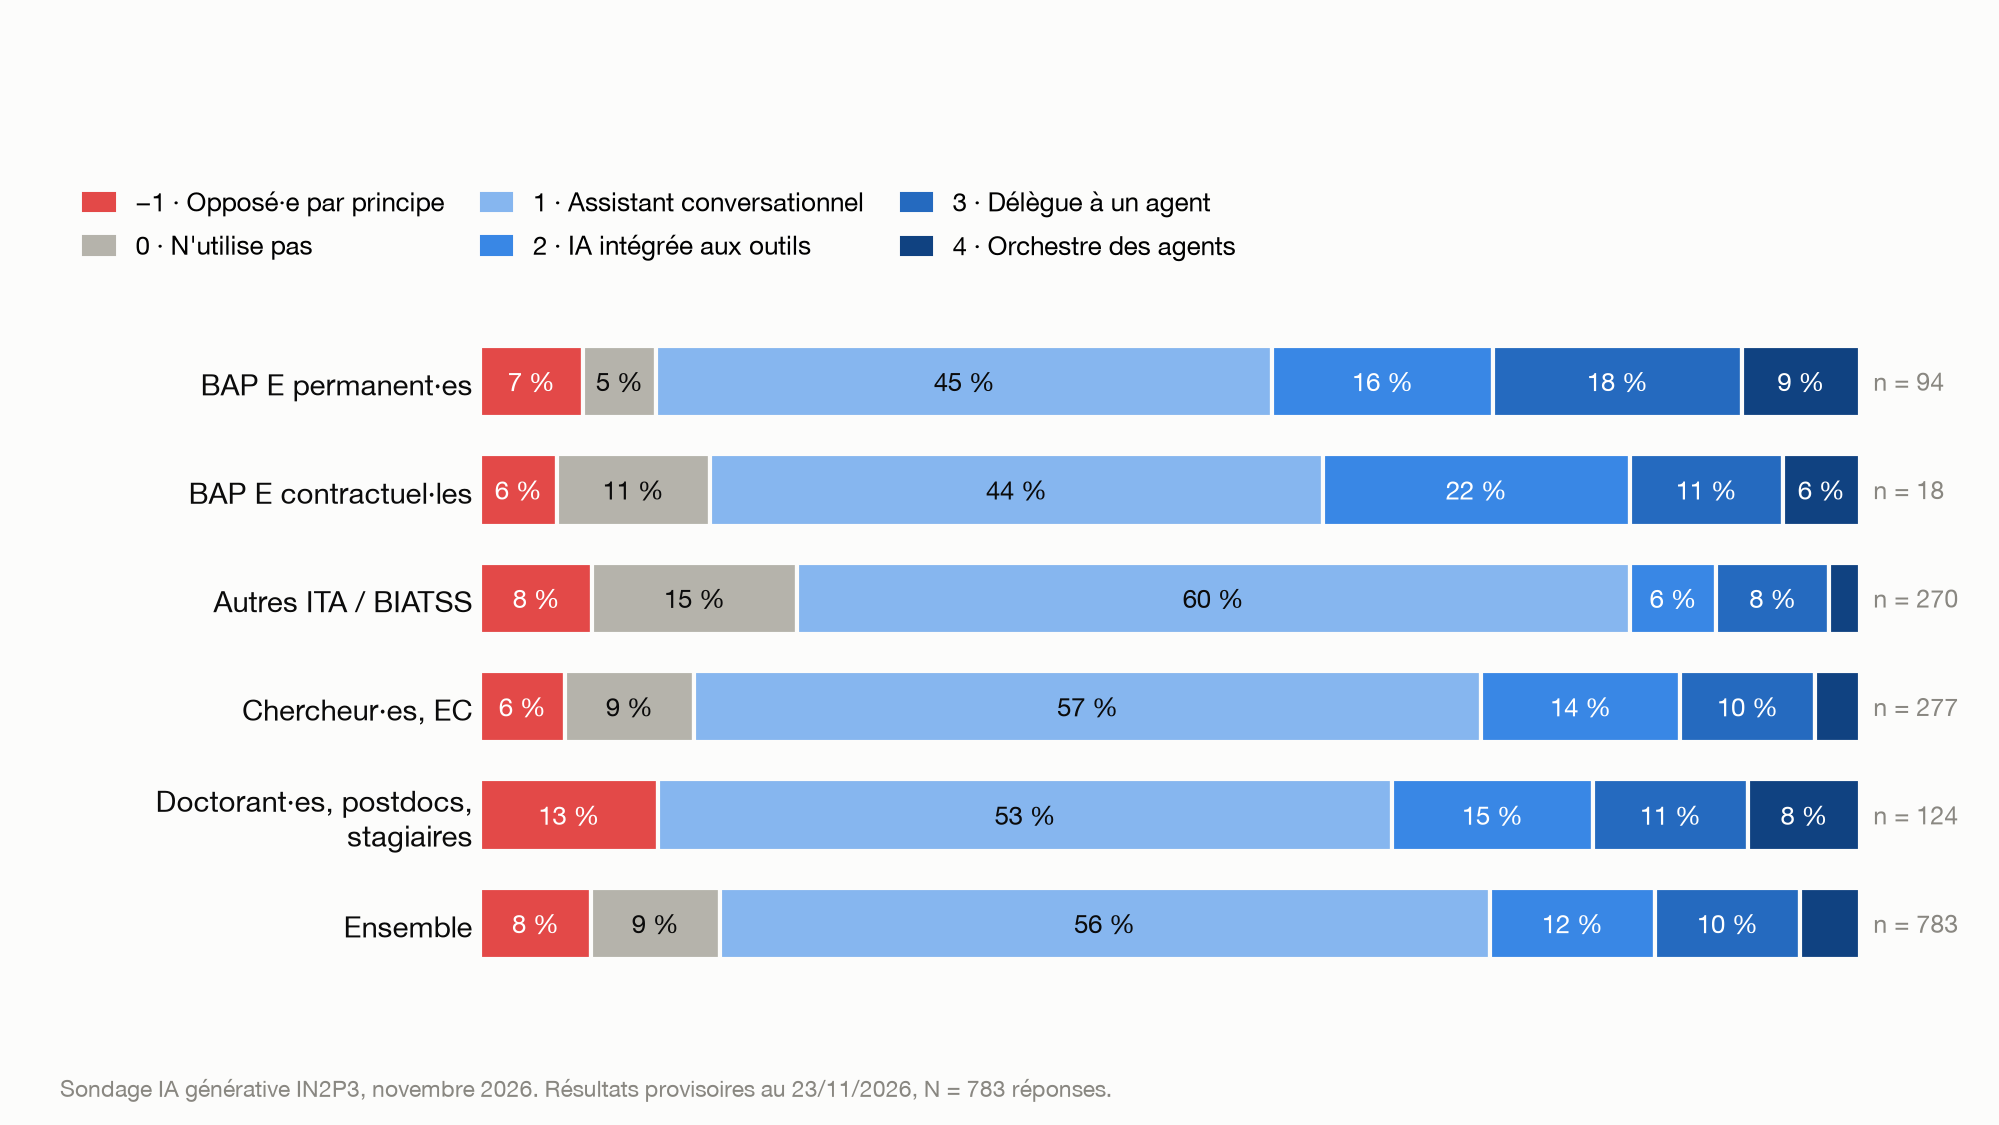 −1 · Opposé·e par principe
0 · N'utilise pas
1 · Assistant conversationnel
2 · IA intégrée aux outils
3 · Délègue à un agent
4 · Orchestre des agents
BAP E permanent·es
7 %
5 %
45 %
16 %
18 %
9 %
n = 94
BAP E contractuel·les
6 %
11 %
44 %
22 %
11 %
6 %
n = 18
Autres ITA / BIATSS
8 %
15 %
60 %
6 %
8 %
n = 270
Chercheur·es, EC
6 %
9 %
57 %
14 %
10 %
n = 277
Doctorant·es, postdocs,
stagiaires
13 %
53 %
15 %
11 %
8 %
n = 124
Ensemble
8 %
9 %
56 %
12 %
10 %
n = 783
Sondage IA générative IN2P3, novembre 2026. Résultats provisoires au 23/11/2026, N = 783 réponses.